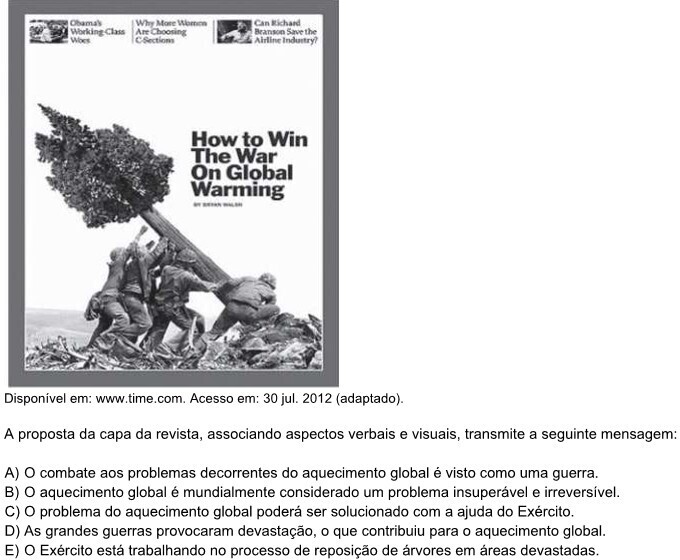 Obama's
Working-Class
Woes
Why More Women
Are Choosing
C-Sections
Can Richard
Branson Save the
Airline Industry?
How to Win
The War
On Global
Warming
BY BRYAN WALSH
Disponível em: www.time.com. Acesso em: 30 jul. 2012 (adaptado).
A proposta da capa da revista, associando aspectos verbais e visuais, transmite a seguinte mensagem:
A) O combate aos problemas decorrentes do aquecimento global é visto como uma guerra.
B) O aquecimento global é mundialmente considerado um problema insuperável e irreversível.
C) O problema do aquecimento global poderá ser solucionado com a ajuda do Exército.
D) As grandes guerras provocaram devastação, o que contribuiu para o aquecimento global.
E) O Exército está trabalhando no processo de reposição de árvores em áreas devastadas.